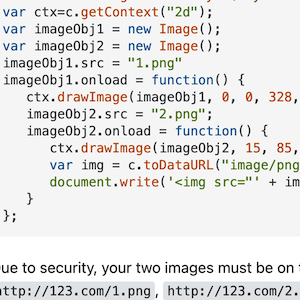 var ctx=c.getContext("2d");
var imageObj1 = new Image();
var imageObj2 = new Image();
imageObj1.src = "1.png"
imageObj1.onload = function() {
ctx.drawImage(imageObj1, 0, 0, 328,
imageObj2.src = "2.png";
imageObj2.onload = function() {
ctx.drawImage(imageObj2, 15, 85,
var img = c.toDataURL("image/png
document.write('<img src="' + im
}
};
ue to security, your two images must be on
http://123.com/1.png, http://123.com/2.